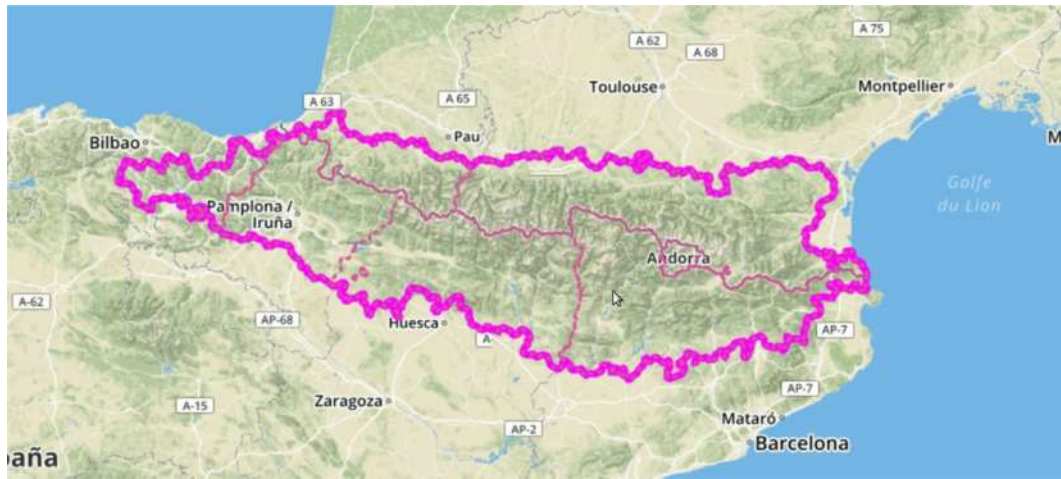 A 75
A 62
A 68
Toulouse
Montpellier
A 63
A 65
Pau
M
Bilbao
Golfe
du Lion
Pamplona /
Iruña
Andorra
A-62
AP-68
Huesca
A-
AP-7
A-15
Zaragoza
AP-7
Mataró
AP-2
Barcelona
paña